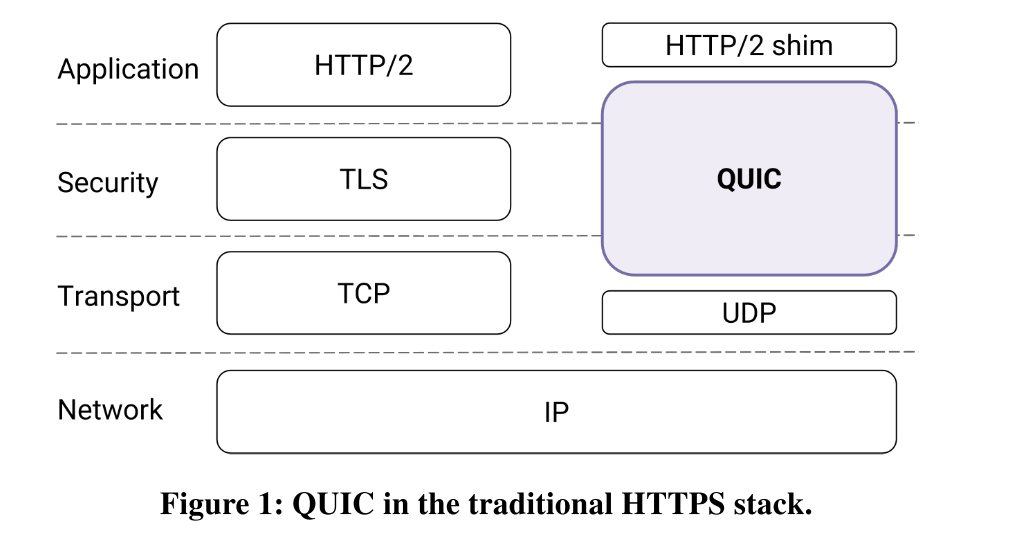 Application
HTTP/2
HTTP/2 shim
Security
TLS
QUIC
Transport
TCP
UDP
Network
IP
Figure 1: QUIC in the traditional HTTPS stack.